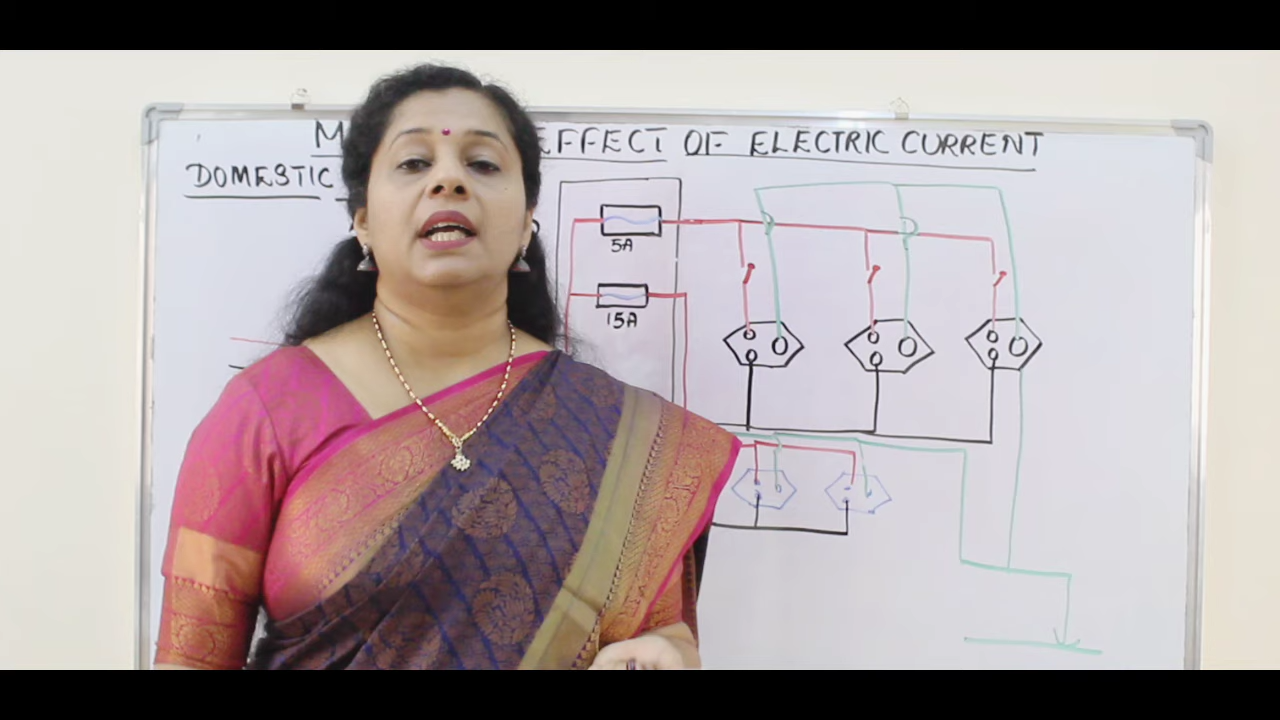 M EFFECT OF ELECTRIC CURRENT
DOMESTIC
5A
15A